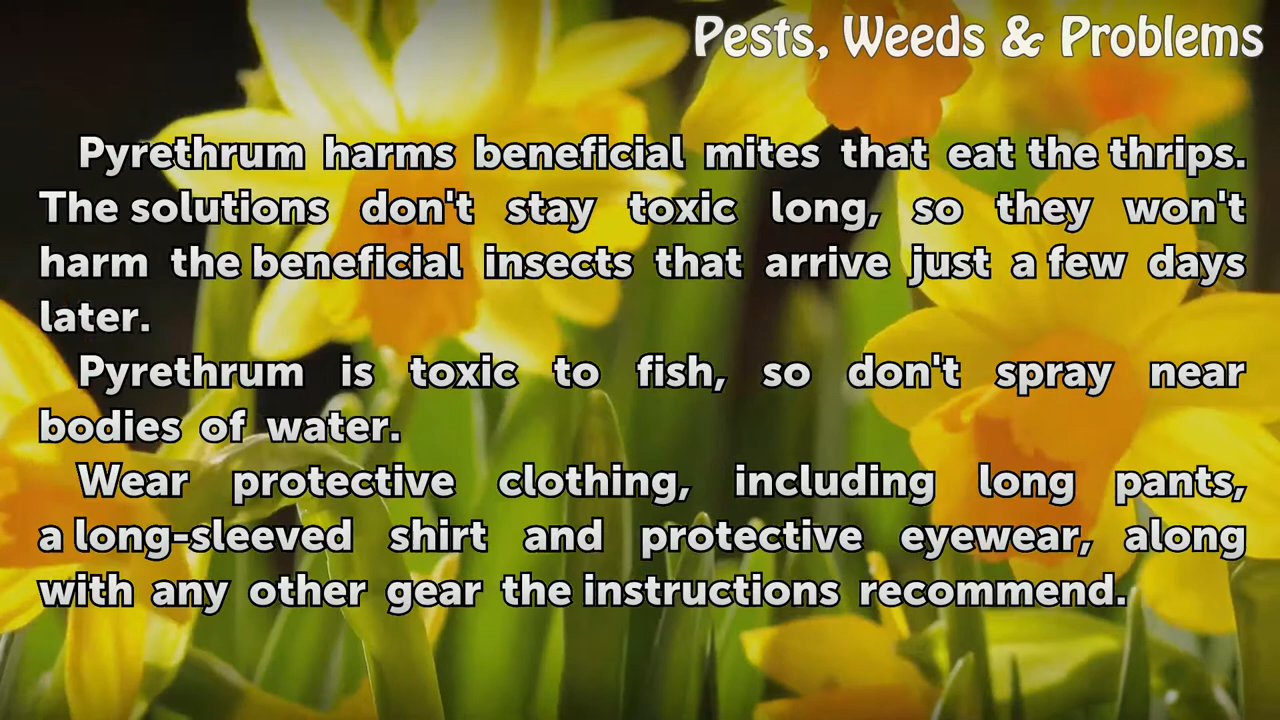 Pests, Weeds & Problems
Pyrethrum harms beneficial mites that eat the thrips.
The solutions don't stay toxic long, so they won't
harm the beneficial insects that arrive just a few days
later.
Pyrethrum is toxic to fish, so don't spray near
bodies of water.
Wear protective clothing, including long pants,
a long-sleeved shirt and protective eyewear, along
with any other gear the instructions recommend.